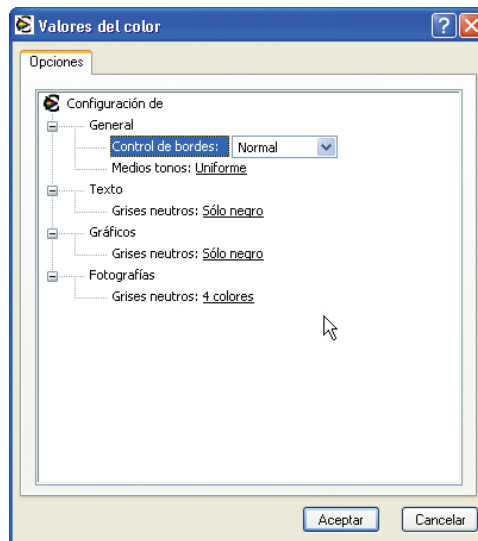 Valores del color
Opciones
Configuración de
General
Control de bordes: Normal
Medios tonos: Uniforme
Texto
Grises neutros: Sólo negro
Gráficos
Grises neutros: Sólo negro
Fotografías
Grises neutros: 4 colores
Aceptar Cancelar